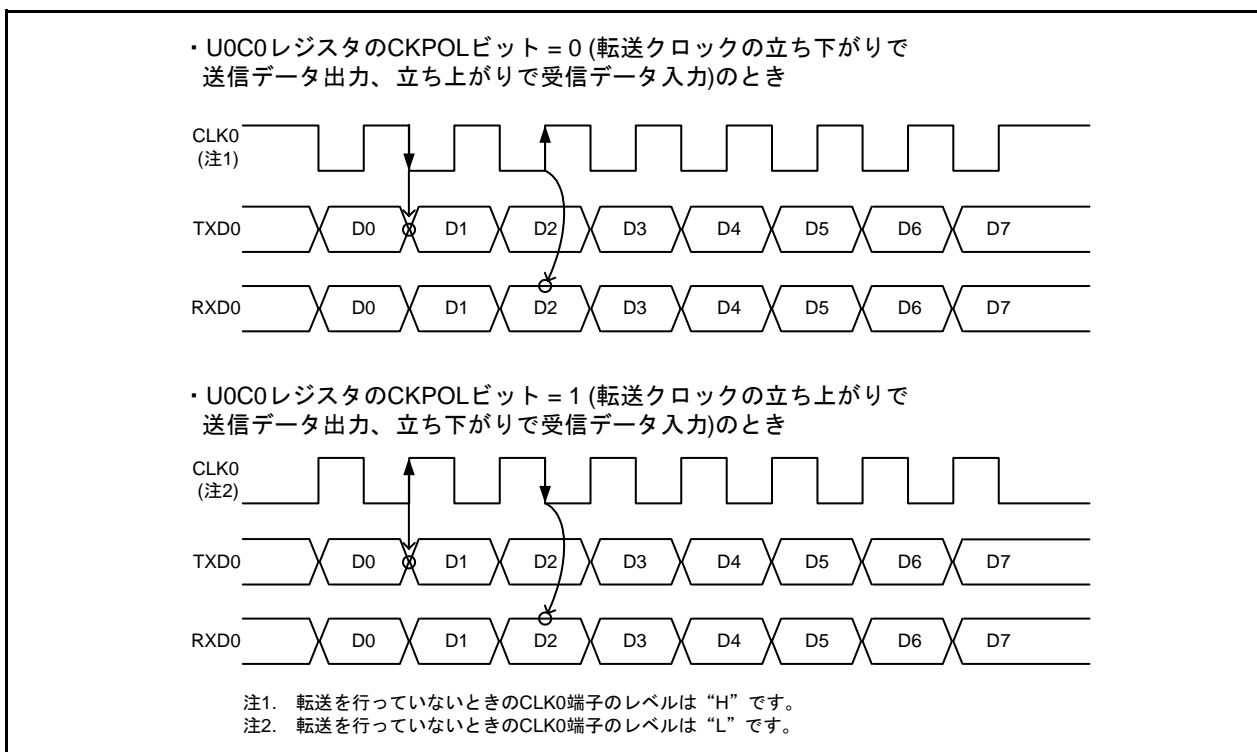 ・U0C0レジスタのCKPOLビット = 0 (転送クロックの立ち下がりで
送信データ出力、立ち上がりで受信データ入力)のとき
CLK0
(注1)
TXD0 D0 D1 D2 D3 D4 D5 D6 D7
RXD0 D0 D1 D2 D3 D4 D5 D6 D7
・U0C0レジスタのCKPOLビット = 1 (転送クロックの立ち上がりで
送信データ出力、立ち下がりで受信データ入力)のとき
CLK0
(注2)
TXD0 D0 D1 D2 D3 D4 D5 D6 D7
RXD0 D0 D1 D2 D3 D4 D5 D6 D7
注1. 転送を行っていないときのCLK0端子のレベルは“H”です。
注2. 転送を行っていないときのCLK0端子のレベルは“L”です。